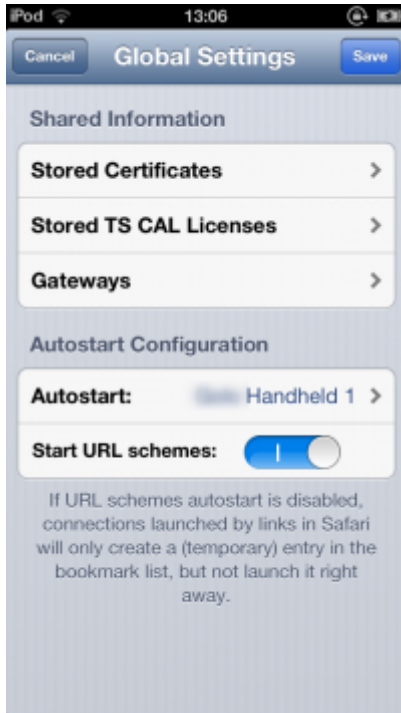 iPod 13:06
Cancel Global Settings Save
Shared Information
Stored Certificates
Stored TS CAL Licenses
Gateways
Autostart Configuration
Autostart: Handheld 1
Start URL schemes:
If URL schemes autostart is disabled,
connections launched by links in Safari
will only create a (temporary) entry in the
bookmark list, but not launch it right
away.